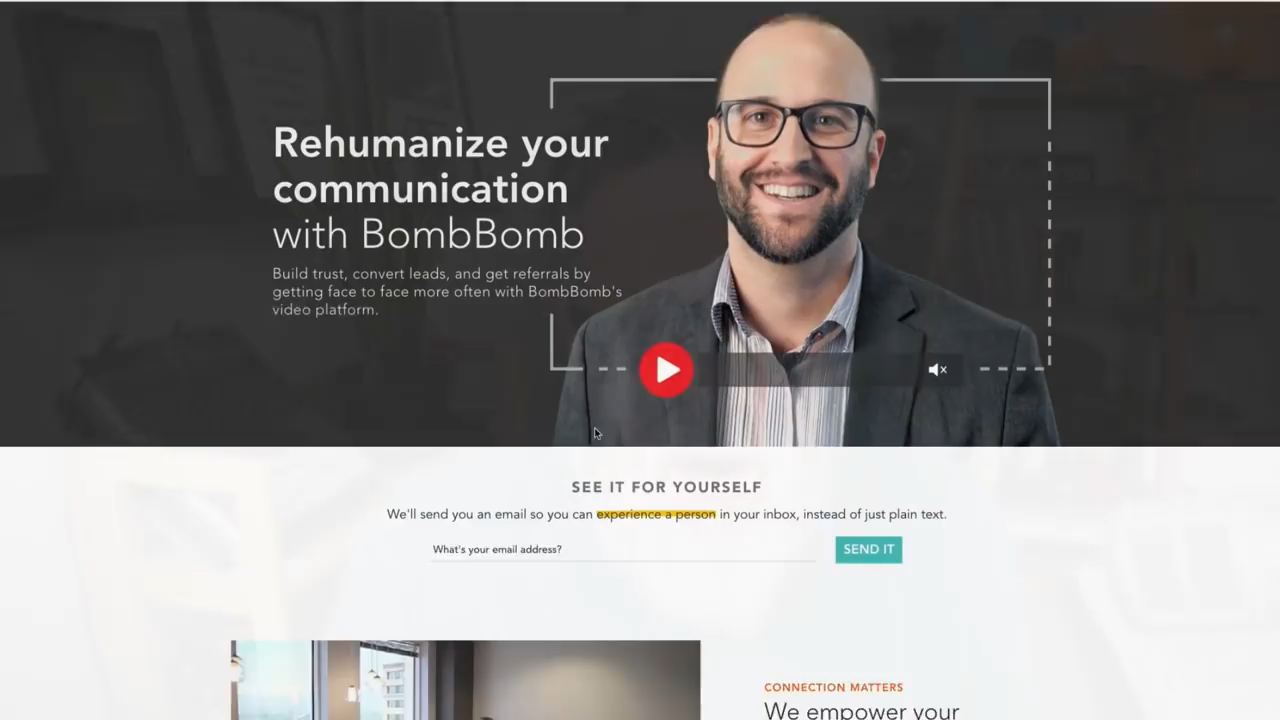 Rehumanize your
communication
with BombBomb
Build trust, convert leads, and get referrals by
getting face to face more often with BombBomb's
video platform.
SEE IT FOR YOURSELF
We'll send you an email so you can experience a person in your inbox, instead of just plain text.
What's your email address?
SEND IT
CONNECTION MATTERS
We empower your